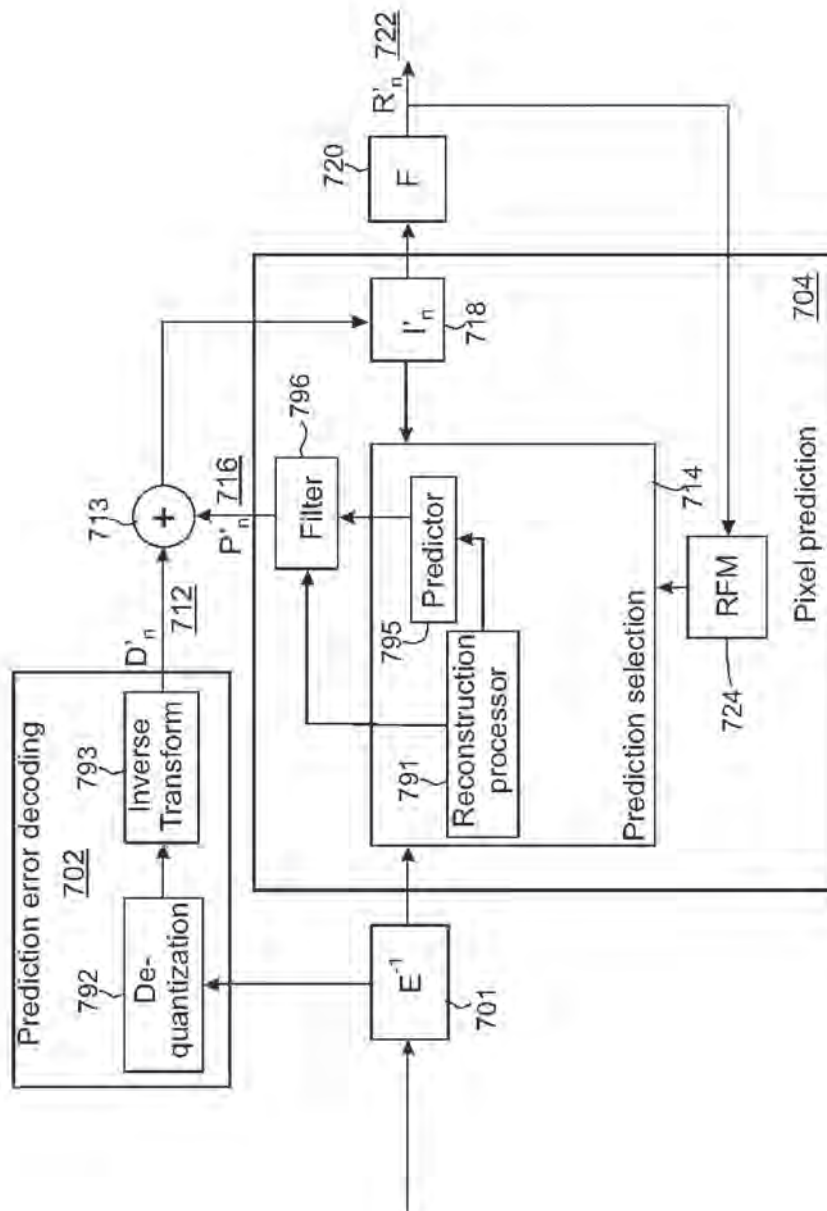 Prediction error decoding
702
792
De-
quantization
793
Inverse
Transform
D'n
712
713
+
P'n
716
796
Filter
795
Predictor
791
Reconstruction
processor
Prediction selection
714
I'n
718
720
F
R'n
722
E-1
701
RFM
724
Pixel prediction
704